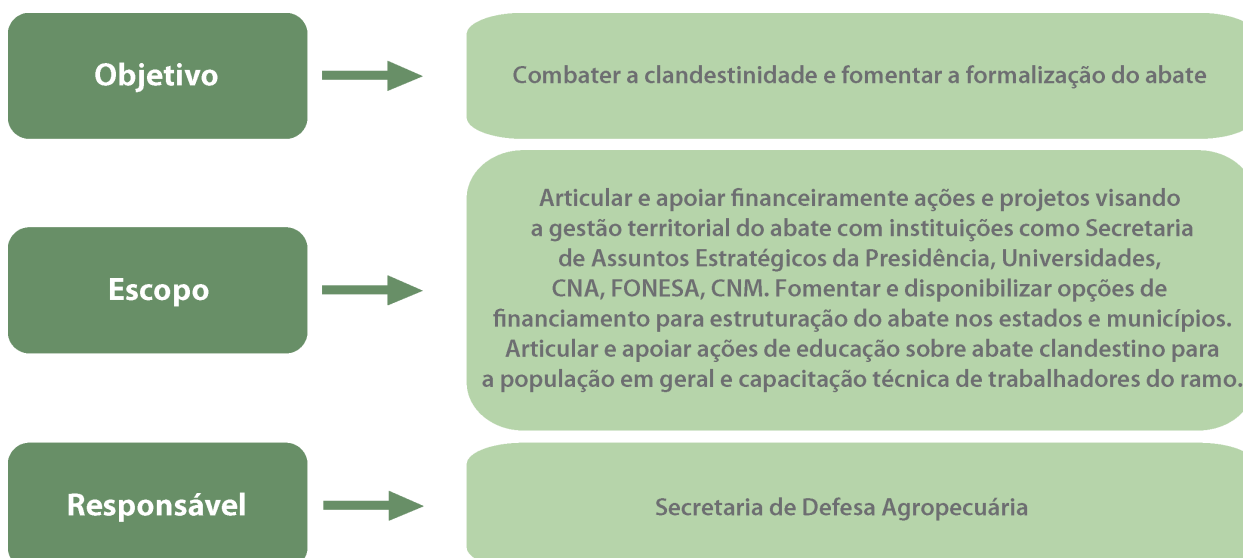 Objetivo
Combater a clandestinidade e fomentar a formalização do abate
Escopo
Articular e apoiar financeiramente ações e projetos visando
a gestão territorial do abate com instituições como Secretaria
de Assuntos Estratégicos da Presidência, Universidades,
CNA, FONESA, CNM. Fomentar e disponibilizar opções de
financiamento para estruturação do abate nos estados e municípios.
Articular e apoiar ações de educação sobre abate clandestino para
a população em geral e capacitação técnica de trabalhadores do ramo.
Responsável
Secretaria de Defesa Agropecuária